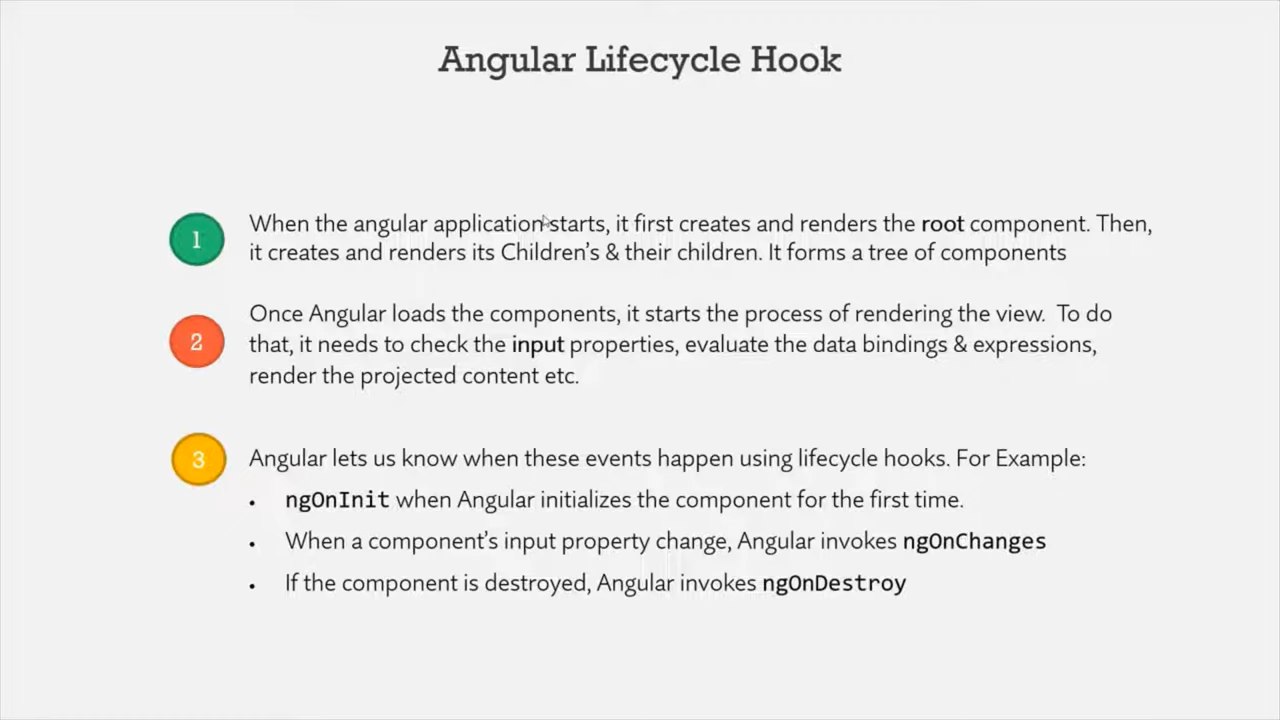 Angular Lifecycle Hook
1
When the angular application starts, it first creates and renders the root component. Then,
it creates and renders its Children's & their children. It forms a tree of components
2
Once Angular loads the components, it starts the process of rendering the view. To do
that, it needs to check the input properties, evaluate the data bindings & expressions,
render the projected content etc.
3
Angular lets us know when these events happen using lifecycle hooks. For Example:
• ngOnInit when Angular initializes the component for the first time.
• When a component's input property change, Angular invokes ngOnChanges
• If the component is destroyed, Angular invokes ngOnDestroy